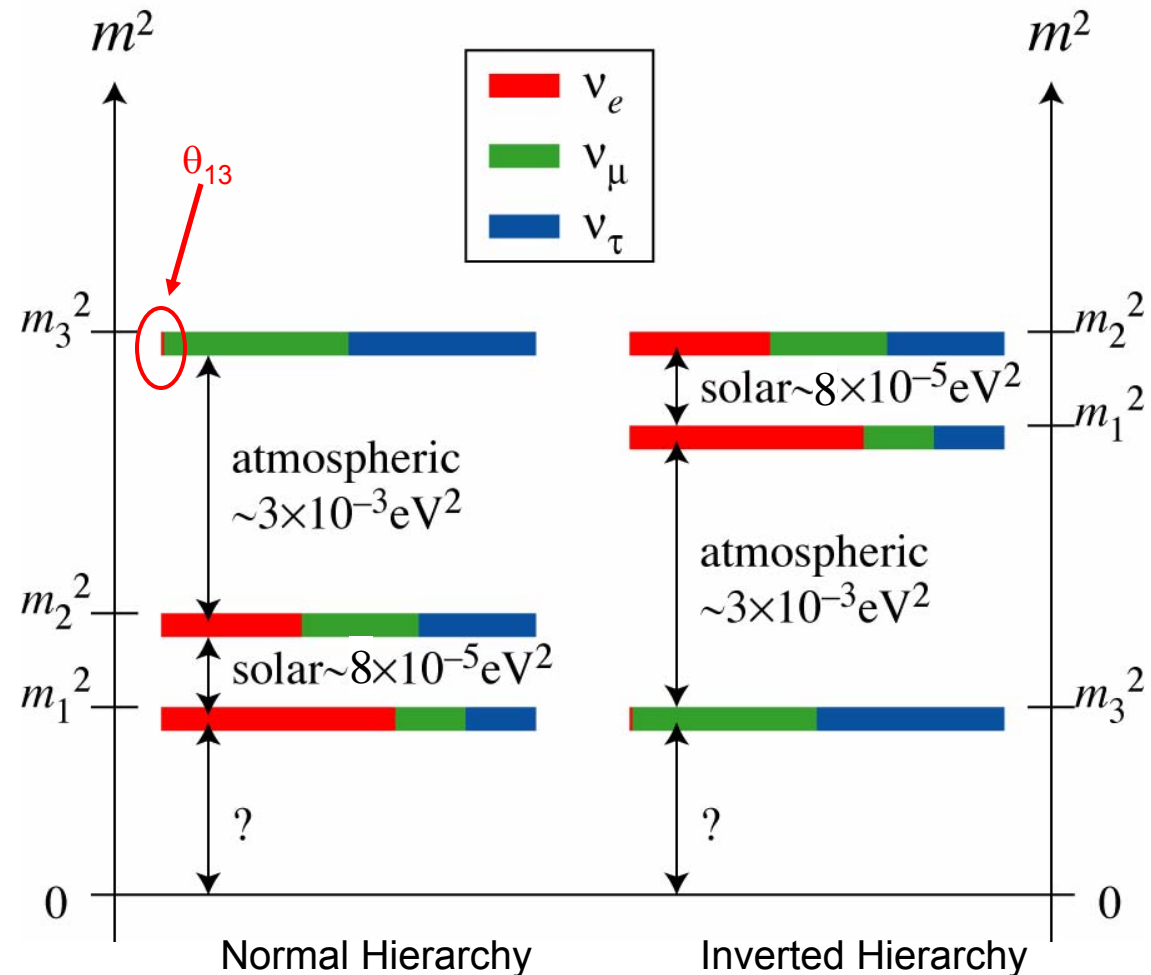 m²
m²
νₑ
ν_μ
ν_τ
θ₁₃
m₃²
m₂²
solar~8×10⁻⁵eV²
m₁²
atmospheric
~3×10⁻³eV²
atmospheric
~3×10⁻³eV²
m₂²
solar~8×10⁻⁵eV²
m₁²
m₃²
?
?
0
0
Normal Hierarchy
Inverted Hierarchy